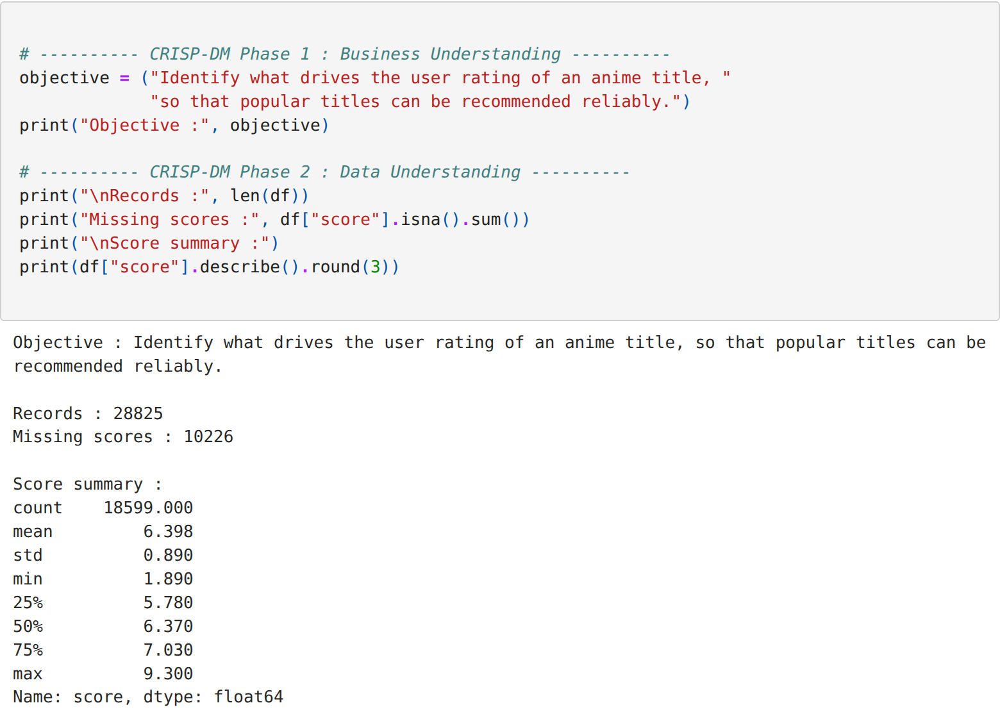 # ---------- CRISP-DM Phase 1 : Business Understanding ----------
objective = ("Identify what drives the user rating of an anime title, "
             "so that popular titles can be recommended reliably.")
print("Objective :", objective)

# ---------- CRISP-DM Phase 2 : Data Understanding ----------
print("\nRecords :", len(df))
print("Missing scores :", df["score"].isna().sum())
print("\nScore summary :")
print(df["score"].describe().round(3))

Objective : Identify what drives the user rating of an anime title, so that popular titles can be
recommended reliably.

Records : 28825
Missing scores : 10226

Score summary :
count    18599.000
mean         6.398
std          0.890
min          1.890
25%          5.780
50%          6.370
75%          7.030
max          9.300
Name: score, dtype: float64